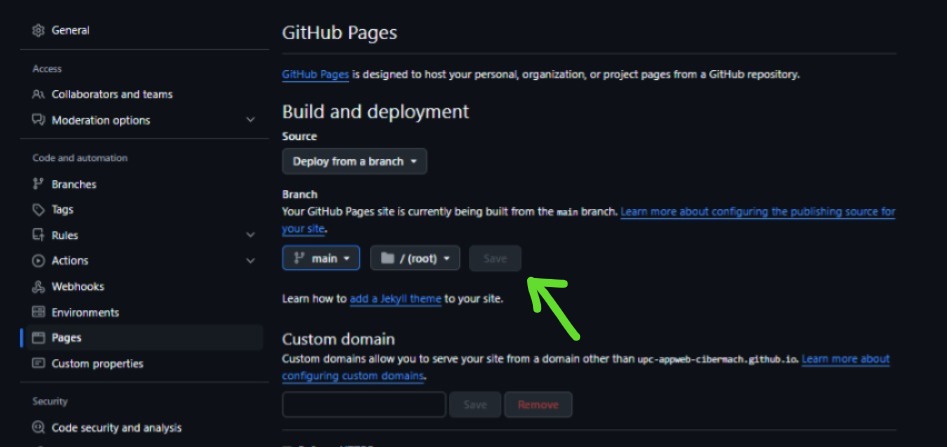 General
Access
Collaborators and teams
Moderation options
Code and automation
Branches
Tags
Rules
Actions
Webhooks
Environments
Pages
Custom properties
Security
Code security and analysis
GitHub Pages
GitHub Pages is designed to host your personal, organization, or project pages from a GitHub repository.
Build and deployment
Source
Deploy from a branch
Branch
Your GitHub Pages site is currently being built from the main branch. Learn more about configuring the publishing source for
your site.
main / (root) Save
Learn how to add a Jekyll theme to your site.
Custom domain
Custom domains allow you to serve your site from a domain other than upc-appweb-cibermach.github.io. Learn more about
configuring custom domains.
Save Remove